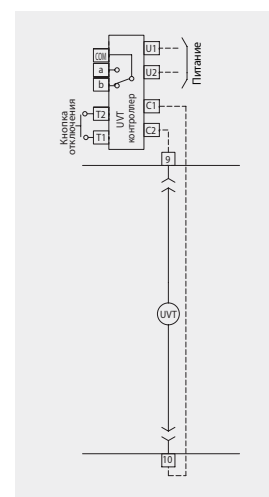 COM
a
b
T2
T1
U1
U2
C1
C2
UVT
контроллер
Питание
Кнопка
отключения
9
UVT
10